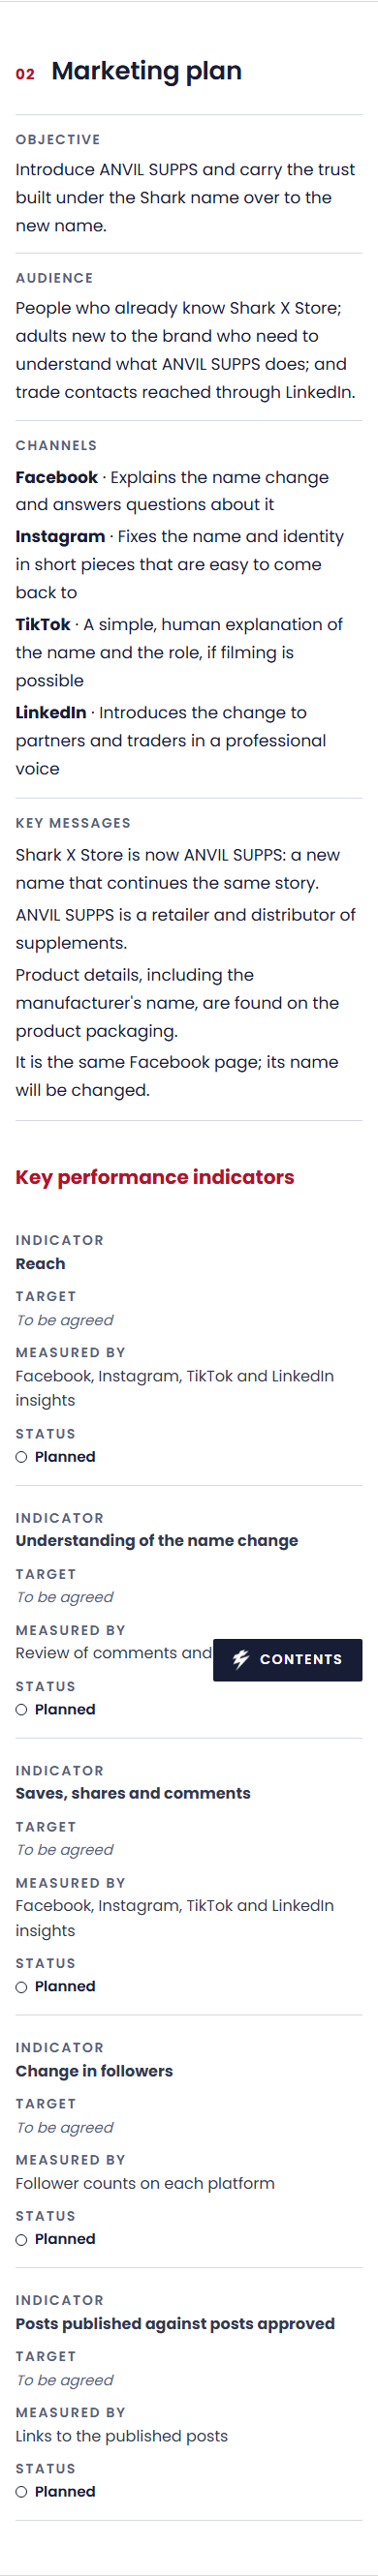 02 Marketing plan
OBJECTIVE
Introduce ANVIL SUPPS and carry the trust
built under the Shark name over to the
new name.
AUDIENCE
People who already know Shark X Store;
adults new to the brand who need to
understand what ANVIL SUPPS does; and
trade contacts reached through LinkedIn.
CHANNELS
Facebook · Explains the name change
and answers questions about it
Instagram · Fixes the name and identity
in short pieces that are easy to come
back to
TikTok · A simple, human explanation of
the name and the role, if filming is
possible
LinkedIn · Introduces the change to
partners and traders in a professional
voice
KEY MESSAGES
Shark X Store is now ANVIL SUPPS: a new
name that continues the same story.
ANVIL SUPPS is a retailer and distributor of
supplements.
Product details, including the
manufacturer's name, are found on the
product packaging.
It is the same Facebook page; its name
will be changed.
Key performance indicators
INDICATOR
Reach
TARGET
To be agreed
MEASURED BY
Facebook, Instagram, TikTok and LinkedIn
insights
STATUS
Planned
INDICATOR
Understanding of the name change
TARGET
To be agreed
MEASURED BY
Review of comments and
CONTENTS
STATUS
Planned
INDICATOR
Saves, shares and comments
TARGET
To be agreed
MEASURED BY
Facebook, Instagram, TikTok and LinkedIn
insights
STATUS
Planned
INDICATOR
Change in followers
TARGET
To be agreed
MEASURED BY
Follower counts on each platform
STATUS
Planned
INDICATOR
Posts published against posts approved
TARGET
To be agreed
MEASURED BY
Links to the published posts
STATUS
Planned